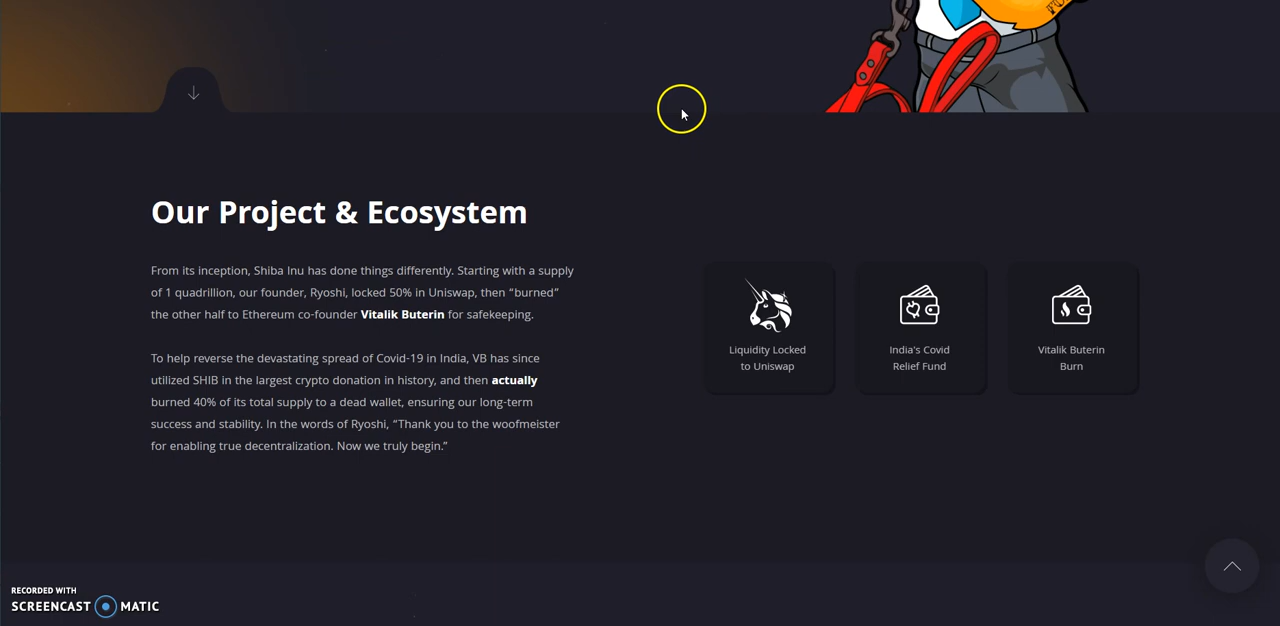 Our Project & Ecosystem
From its inception, Shiba Inu has done things differently. Starting with a supply
of 1 quadrillion, our founder, Ryoshi, locked 50% in Uniswap, then “burned”
the other half to Ethereum co-founder Vitalik Buterin for safekeeping.
To help reverse the devastating spread of Covid-19 in India, VB has since
utilized SHIB in the largest crypto donation in history, and then actually
burned 40% of its total supply to a dead wallet, ensuring our long-term
success and stability. In the words of Ryoshi, “Thank you to the woofmeister
for enabling true decentralization. Now we truly begin.”
Liquidity Locked
to Uniswap
India's Covid
Relief Fund
Vitalik Buterin
Burn
RECORDED WITH
SCREENCAST MATIC